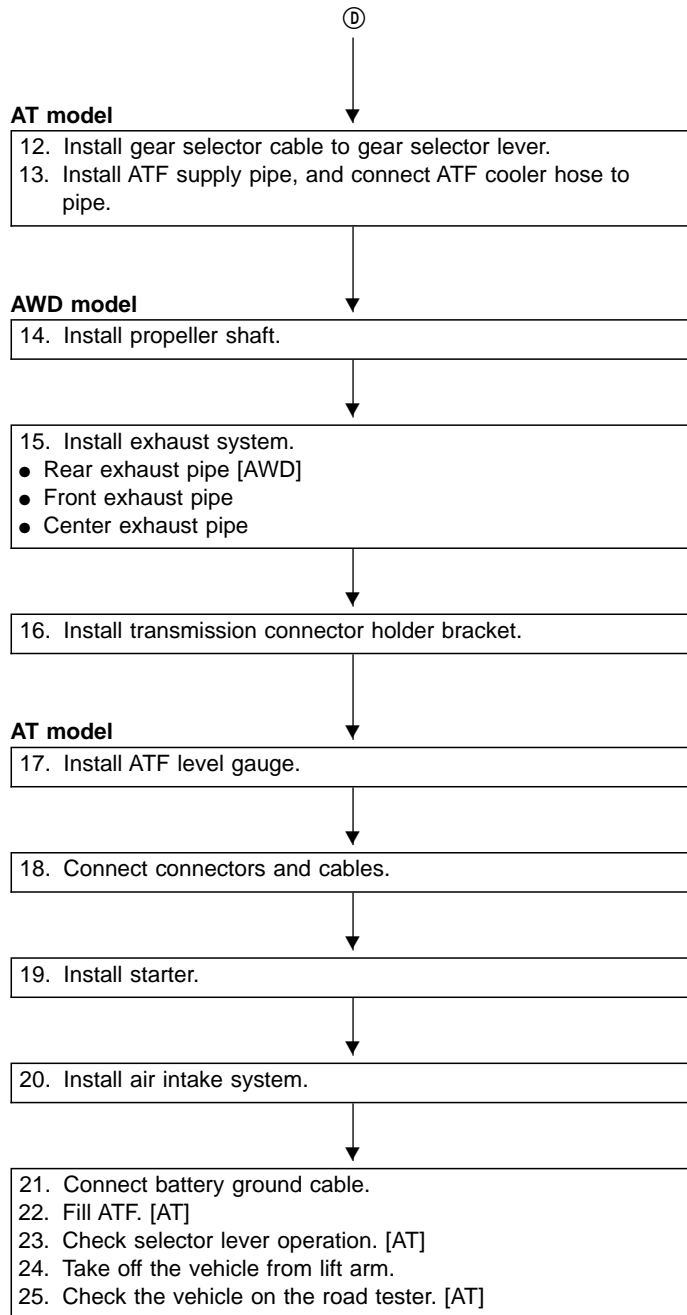 Ⓓ
AT model
12. Install gear selector cable to gear selector lever.
13. Install ATF supply pipe, and connect ATF cooler hose to
pipe.
AWD model
14. Install propeller shaft.
15. Install exhaust system.
● Rear exhaust pipe [AWD]
● Front exhaust pipe
● Center exhaust pipe
16. Install transmission connector holder bracket.
AT model
17. Install ATF level gauge.
18. Connect connectors and cables.
19. Install starter.
20. Install air intake system.
21. Connect battery ground cable.
22. Fill ATF. [AT]
23. Check selector lever operation. [AT]
24. Take off the vehicle from lift arm.
25. Check the vehicle on the road tester. [AT]